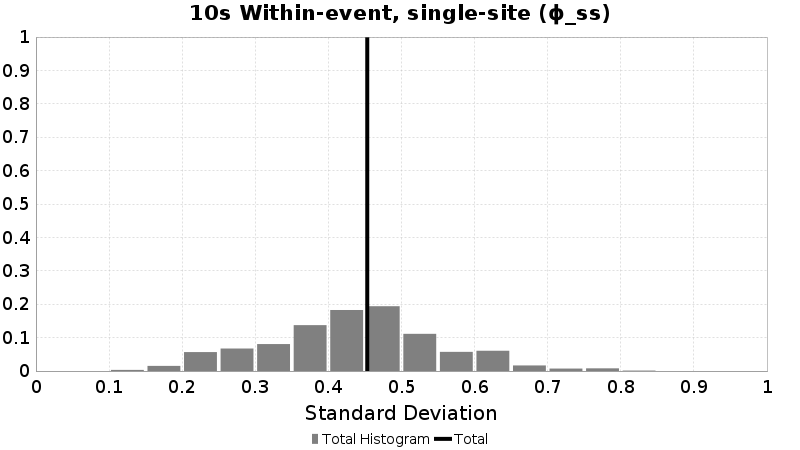 10s Within-event, single-site (ϕ_ss)
1
0.9
0.8
0.7
0.6
0.5
0.4
0.3
0.2
0.1
0
0 0.1 0.2 0.3 0.4 0.5 0.6 0.7 0.8 0.9 1
Standard Deviation
Total Histogram Total